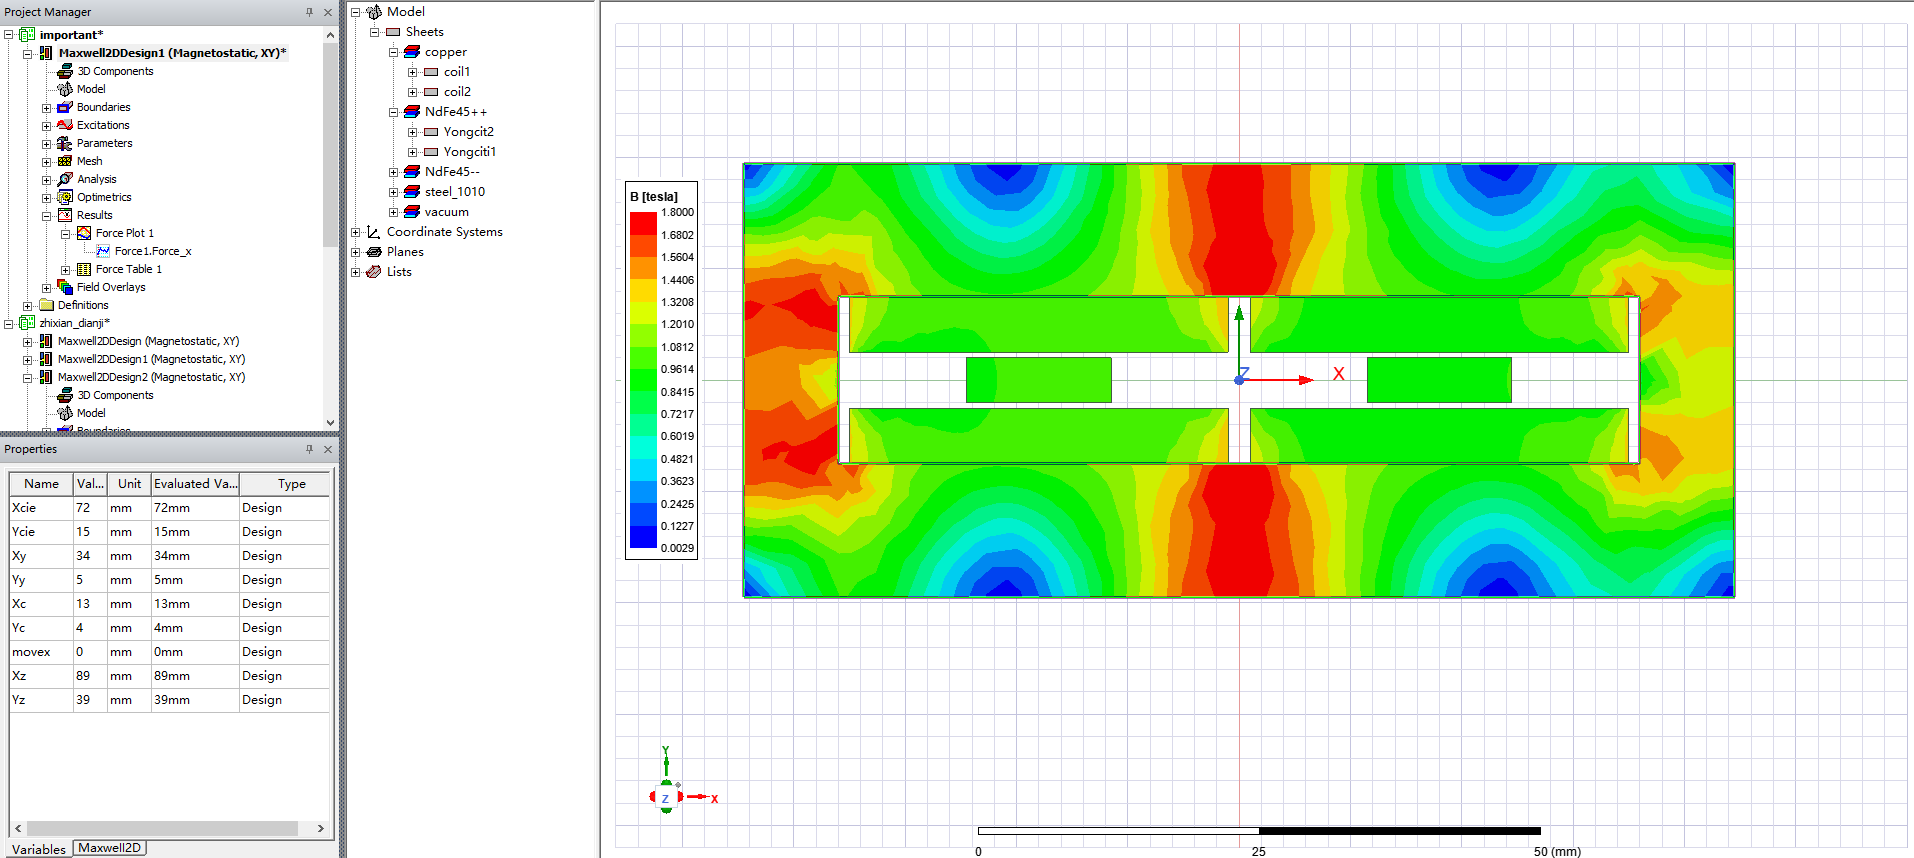 Project Manager
important*
Maxwell2DDesign1 (Magnetostatic, XY)*
3D Components
Model
Boundaries
Excitations
Parameters
Mesh
Analysis
Optimetrics
Results
Force Plot 1
Force1.Force_x
Force Table 1
Field Overlays
Definitions
zhixian_dianji*
Maxwell2DDesign (Magnetostatic, XY)
Maxwell2DDesign1 (Magnetostatic, XY)
Maxwell2DDesign2 (Magnetostatic, XY)
3D Components
Model
Boundaries
Properties
Name Val... Unit Evaluated Va... Type
Xcie 72 mm 72mm Design
Ycie 15 mm 15mm Design
Xy 34 mm 34mm Design
Yy 5 mm 5mm Design
Xc 13 mm 13mm Design
Yc 4 mm 4mm Design
movex 0 mm 0mm Design
Xz 89 mm 89mm Design
Yz 39 mm 39mm Design
Variables Maxwell2D
Model
Sheets
copper
coil1
coil2
NdFe45++
Yongcit2
Yongciti1
NdFe45--
steel_1010
vacuum
Coordinate Systems
Planes
Lists
B [tesla]
1.8000
1.6802
1.5604
1.4406
1.3208
1.2010
1.0812
0.9614
0.8415
0.7217
0.6019
0.4821
0.3623
0.2425
0.1227
0.0029
Z
X
Y
Z
X
0 25 50 (mm)